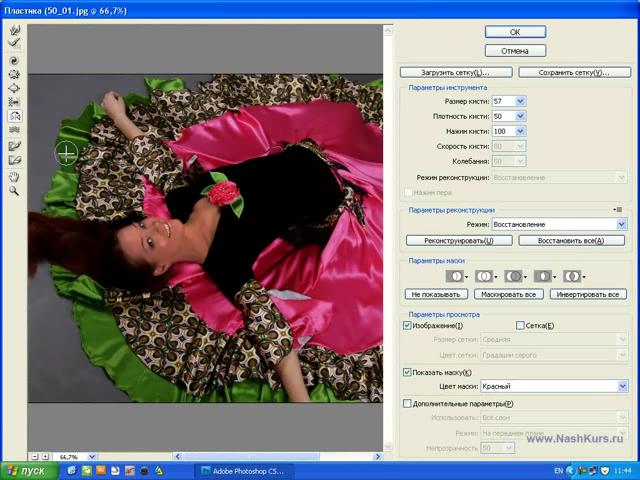 Пластика (50_01.jpg @ 66,7%)
ОК
Отмена
Загрузить сетку(L)...
Сохранить сетку(V)...
Параметры инструмента
Размер кисти: 57
Плотность кисти: 50
Нажим кисти: 100
Скорость кисти: 80
Колебания: 50
Режим реконструкции: Восстановление
Нажим пера
Параметры реконструкции
Режим: Восстановление
Реконструировать(U)
Восстановить все(A)
Параметры маски
Не показывать
Маскировать все
Инвертировать все
Параметры просмотра
Изображение(I)
Сетка(E)
Размер сетки: Средняя
Цвет сетки: Градации серого
Показать маску(K)
Цвет маски: Красный
Дополнительные параметры(P)
Использовать: Все слои
Режим: На переднем плане
Непрозрачность: 50
www.NashKurs.ru
66,7%
пуск
Adobe Photoshop CS...
EN
11:44